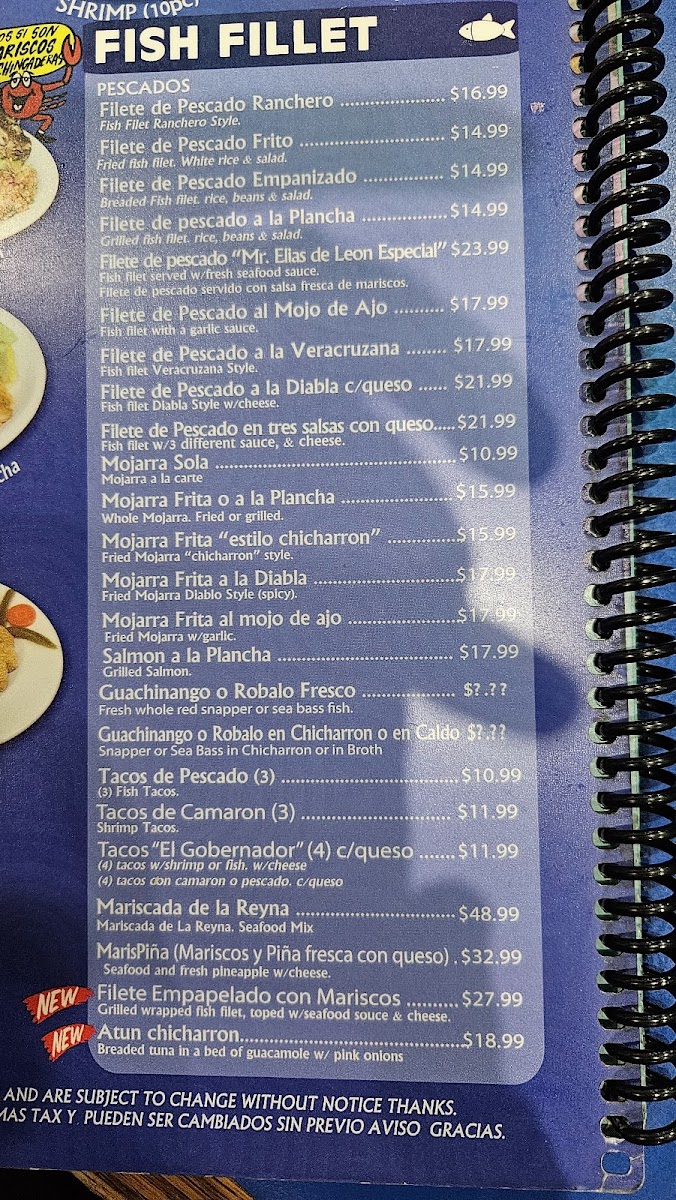 SHRIMP (10pc)
OS SI SON
ARISCOS
CHINGADERAS
FISH FILLET
PESCADOS
Filete de Pescado Ranchero ..................... $16.99
Fish Filet Ranchero Style.
Filete de Pescado Frito ............................. $14.99
Fried fish filet. White rice & salad.
Filete de Pescado Empanizado ................ $14.99
Breaded Fish filet. rice, beans & salad.
Filete de pescado a la Plancha ................. $14.99
Grilled fish filet. rice, beans & salad.
Filete de pescado "Mr. Elias de Leon Especial" $23.99
Fish filet served w/fresh seafood sauce.
Filete de pescado servido con salsa fresca de mariscos.
Filete de Pescado al Mojo de Ajo .......... $17.99
Fish filet with a garlic sauce.
Filete de Pescado a la Veracruzana ........ $17.99
Fish filet Veracruzana Style.
Filete de Pescado a la Diabla c/queso ...... $21.99
Fish filet Diabla Style w/cheese.
Filete de Pescado en tres salsas con queso.....$21.99
Fish filet w/3 different sauce, & cheese.
Mojarra Sola ................................................ $10.99
Mojarra a la carte
cha
Mojarra Frita o a la Plancha ...................... $15.99
Whole Mojarra. Fried or grilled.
Mojarra Frita "estilo chicharron" ..............$15.99
Fried Mojarra "chicharron" style.
Mojarra Frita a la Diabla ............................$17.99
Fried Mojarra Diablo Style (spicy).
Mojarra Frita al mojo de ajo .......................$17.99
Fried Mojarra w/garlic.
Salmon a la Plancha ................................... $17.99
Grilled Salmon.
Guachinango o Robalo Fresco .................. $?.??
Fresh whole red snapper or sea bass fish.
Guachinango o Robalo en Chicharron o en Caldo $?.??
Snapper or Sea Bass in Chicharron or in Broth
Tacos de Pescado (3) ....................................$10.99
(3) Fish Tacos.
Tacos de Camaron (3) .............................. $11.99
Shrimp Tacos.
Tacos "El Gobernador" (4) c/queso ....... $11.99
(4) tacos w/shrimp or fish. w/cheese
(4) tacos con camaron o pescado. c/queso
Mariscada de la Reyna ................................ $48.99
Mariscada de La Reyna. Seafood Mix
MarisPiña (Mariscos y Piña fresca con queso) . $32.99
Seafood and fresh pineapple w/cheese.
NEW Filete Empapelado con Mariscos .......... $27.99
Grilled wrapped fish filet, toped w/seafood souce & cheese.
NEW Atun chicharron............................................$18.99
Breaded tuna in a bed of guacamole w/ pink onions
AND ARE SUBJECT TO CHANGE WITHOUT NOTICE THANKS.
MAS TAX Y PUEDEN SER CAMBIADOS SIN PREVIO AVISO GRACIAS.